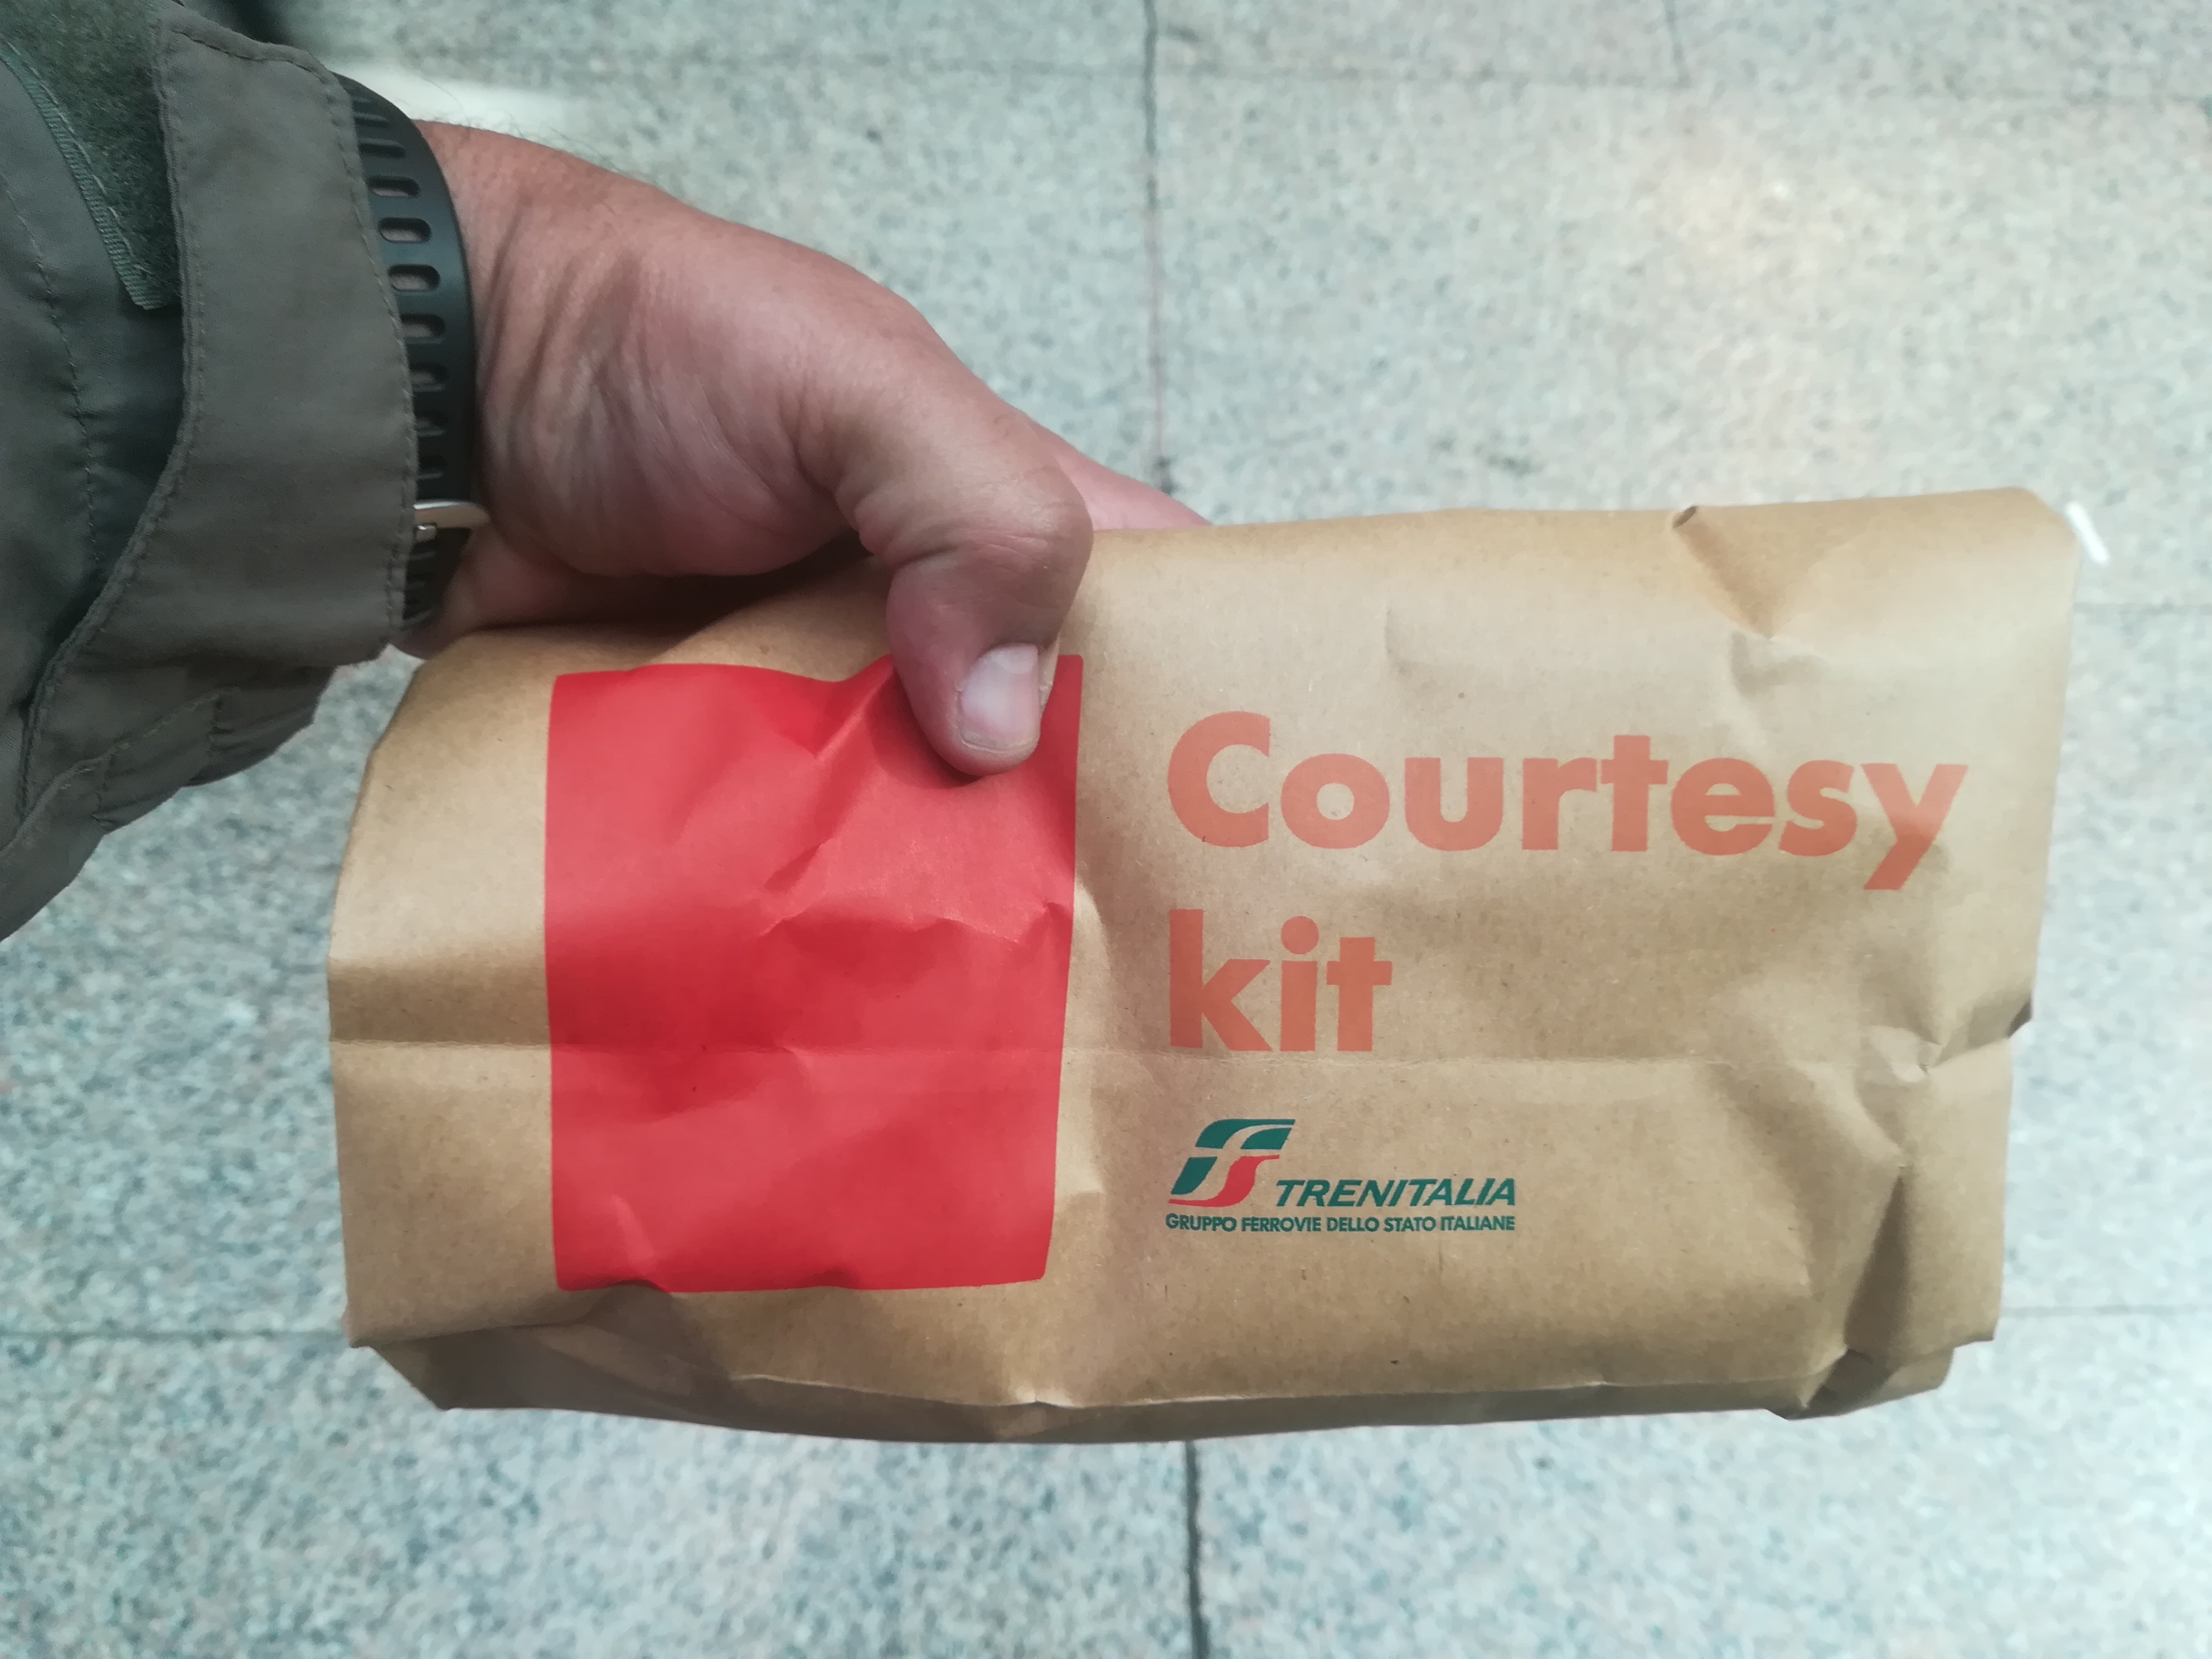 Courtesy
kit
TRENITALIA
GRUPPO FERROVIE DELLO STATO ITALIANE